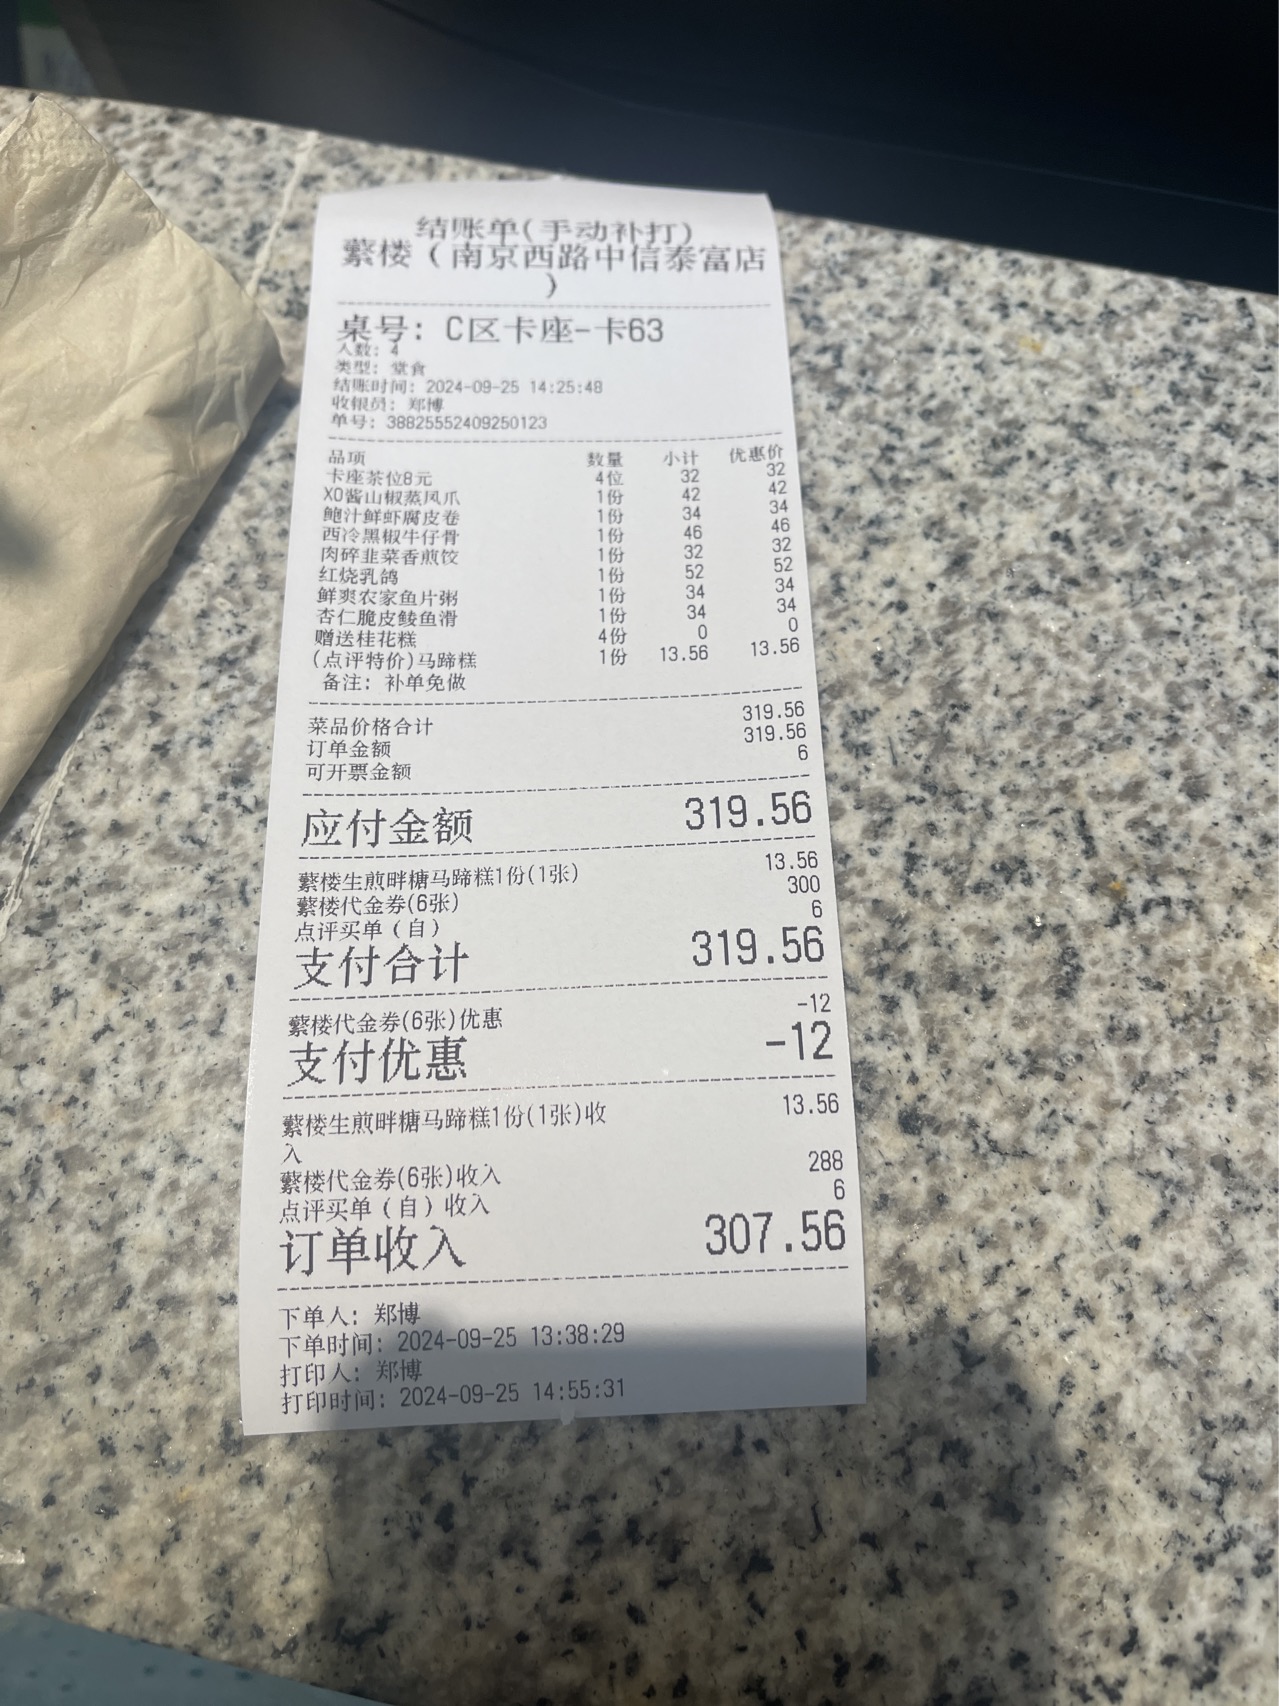 结账单(手动补打)
蘩楼（南京西路中信泰富店
）
桌号: C区卡座-卡63
人数: 4
类型: 堂食
结账时间: 2024-09-25 14:25:48
收银员: 郑博
单号: 38825552409250123
品项 数量 小计 优惠价
卡座茶位8元 4位 32 32
XO酱山椒蒸凤爪 1份 42 42
鲍汁鲜虾腐皮卷 1份 34 34
西冷黑椒牛仔骨 1份 46 46
肉碎韭菜香煎饺 1份 32 32
红烧乳鸽 1份 52 52
鲜爽农家鱼片粥 1份 34 34
杏仁脆皮鲮鱼滑 1份 34 34
赠送桂花糕 4份 0 0
(点评特价)马蹄糕 1份 13.56 13.56
备注: 补单免做
菜品价格合计 319.56
订单金额 319.56
可开票金额 6
应付金额 319.56
蘩楼生煎畔糖马蹄糕1份(1张) 13.56
蘩楼代金券(6张) 300
点评买单（自） 6
支付合计 319.56
蘩楼代金券(6张)优惠 -12
支付优惠 -12
蘩楼生煎畔糖马蹄糕1份(1张)收 13.56
入
蘩楼代金券(6张)收入 288
点评买单（自）收入 6
订单收入 307.56
下单人: 郑博
下单时间: 2024-09-25 13:38:29
打印人: 郑博
打印时间: 2024-09-25 14:55:31